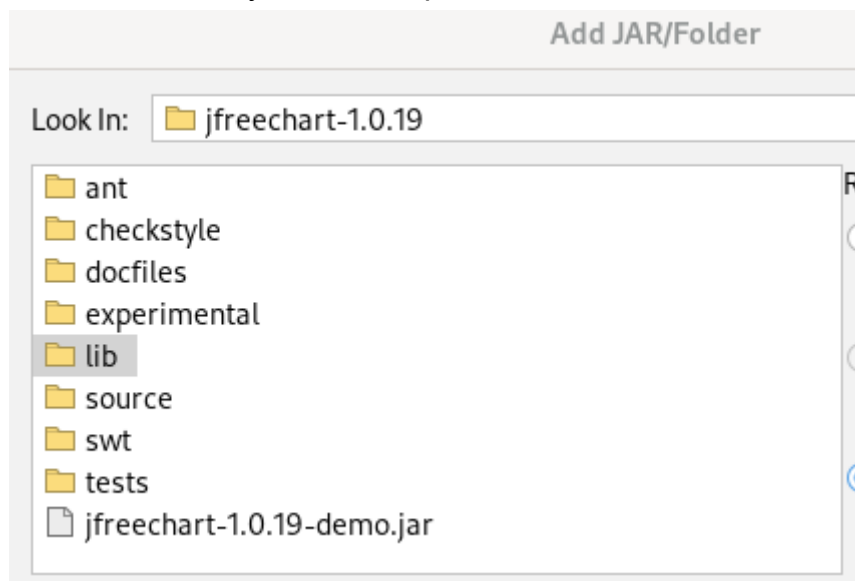 Add JAR/Folder
Look In: jfreechart-1.0.19
ant
checkstyle
docfiles
experimental
lib
source
swt
tests
jfreechart-1.0.19-demo.jar